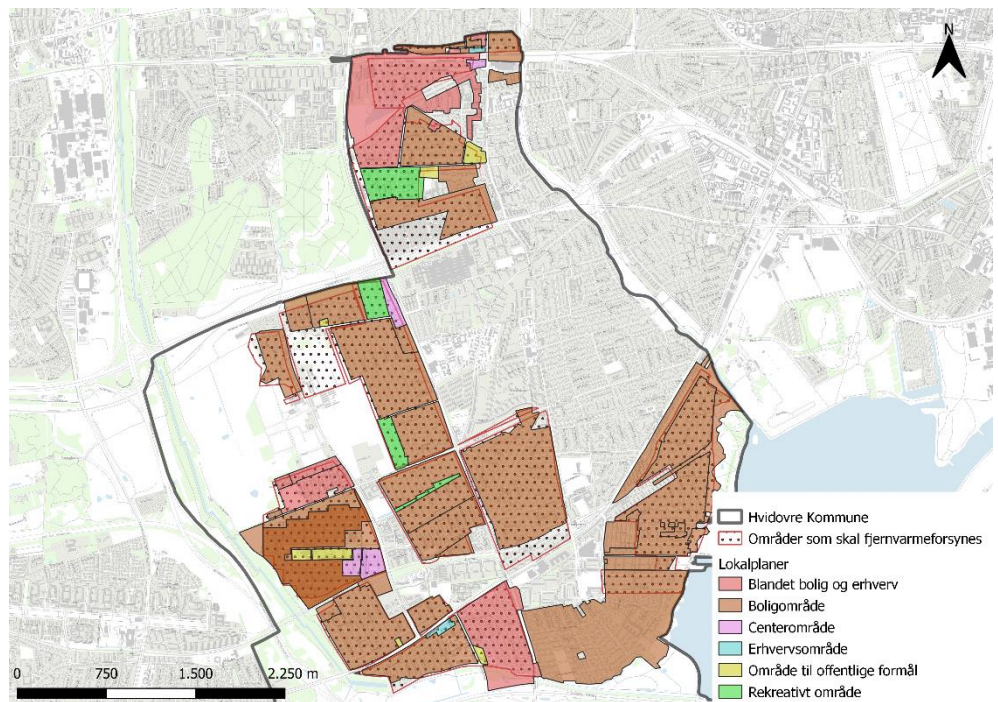 N
Hvidovre Kommune
Områder som skal fjernvarmeforsynes
Lokalplaner
Blandet bolig og erhverv
Boligområde
Centerområde
Erhvervsområde
Område til offentlige formål
Rekreativt område
0 750 1.500 2.250 m